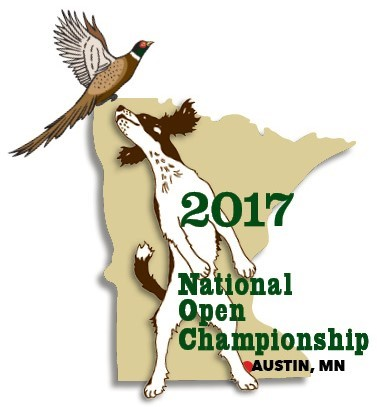 2017
National
Open
Championship
AUSTIN, MN